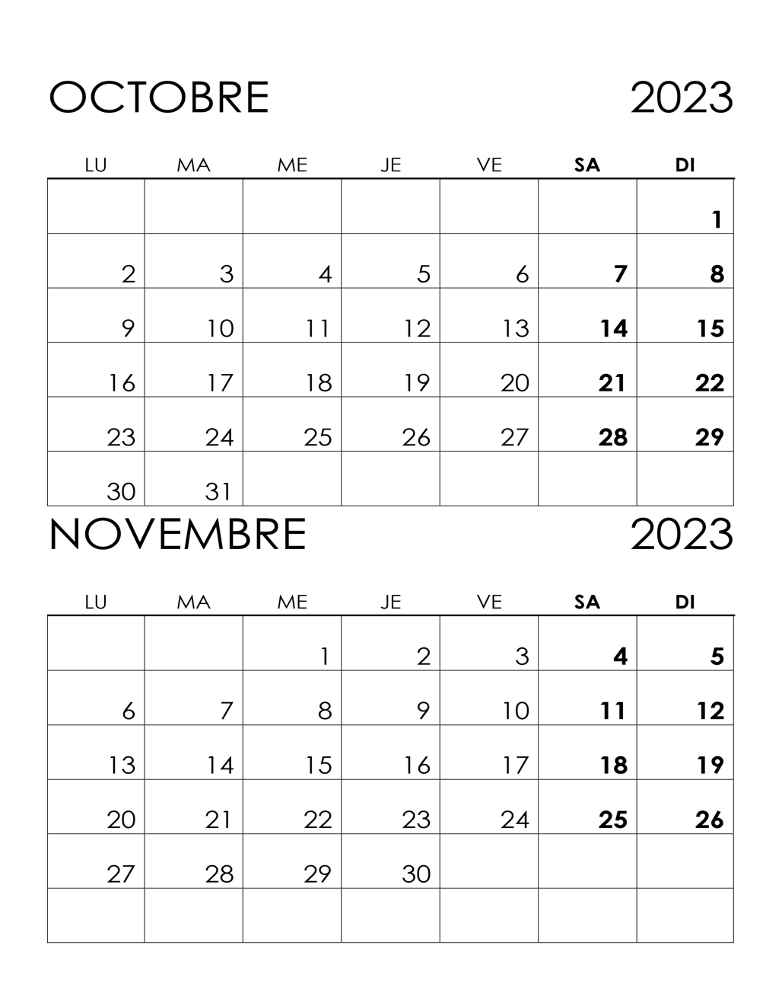 OCTOBRE 2023
LU MA ME JE VE SA DI
1
2 3 4 5 6 7 8
9 10 11 12 13 14 15
16 17 18 19 20 21 22
23 24 25 26 27 28 29
30 31
NOVEMBRE 2023
LU MA ME JE VE SA DI
1 2 3 4 5
6 7 8 9 10 11 12
13 14 15 16 17 18 19
20 21 22 23 24 25 26
27 28 29 30